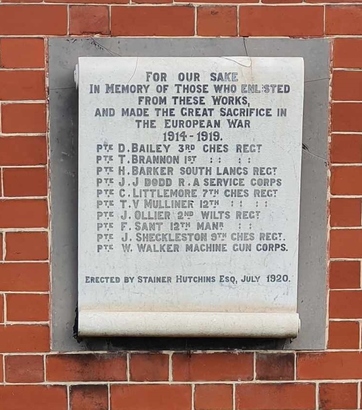 FOR OUR SAKE
IN MEMORY OF THOSE WHO ENLISTED
FROM THESE WORKS,
AND MADE THE GREAT SACRIFICE IN
THE EUROPEAN WAR
1914-1919.
PTE D. BAILEY 3RD CHES REGT
PTE T. BRANNON 1ST : : : :
PTE H. BARKER SOUTH LANCS REGT
PTE J. J DODD R.A SERVICE CORPS
PTE C. LITTLEMORE 7TH CHES REGT
PTE T. V MULLINER 12TH : : : :
PTE J. OLLIER 2ND WILTS REGT
PTE F. SANT 12TH MANR : :
PTE J. SHECKLESTON 9TH CHES REGT.
PTE W. WALKER MACHINE GUN CORPS.
ERECTED BY STAINER HUTCHINS ESQ, JULY 1920.